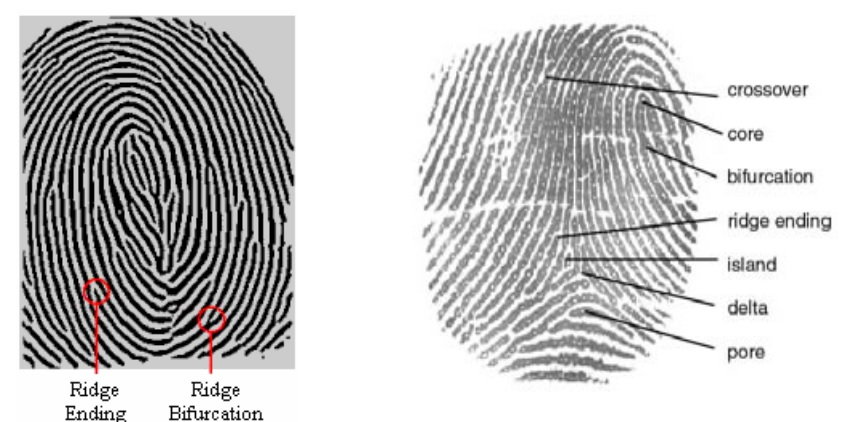 Ridge
Ending
Ridge
Bifurcation
crossover
core
bifurcation
ridge ending
island
delta
pore